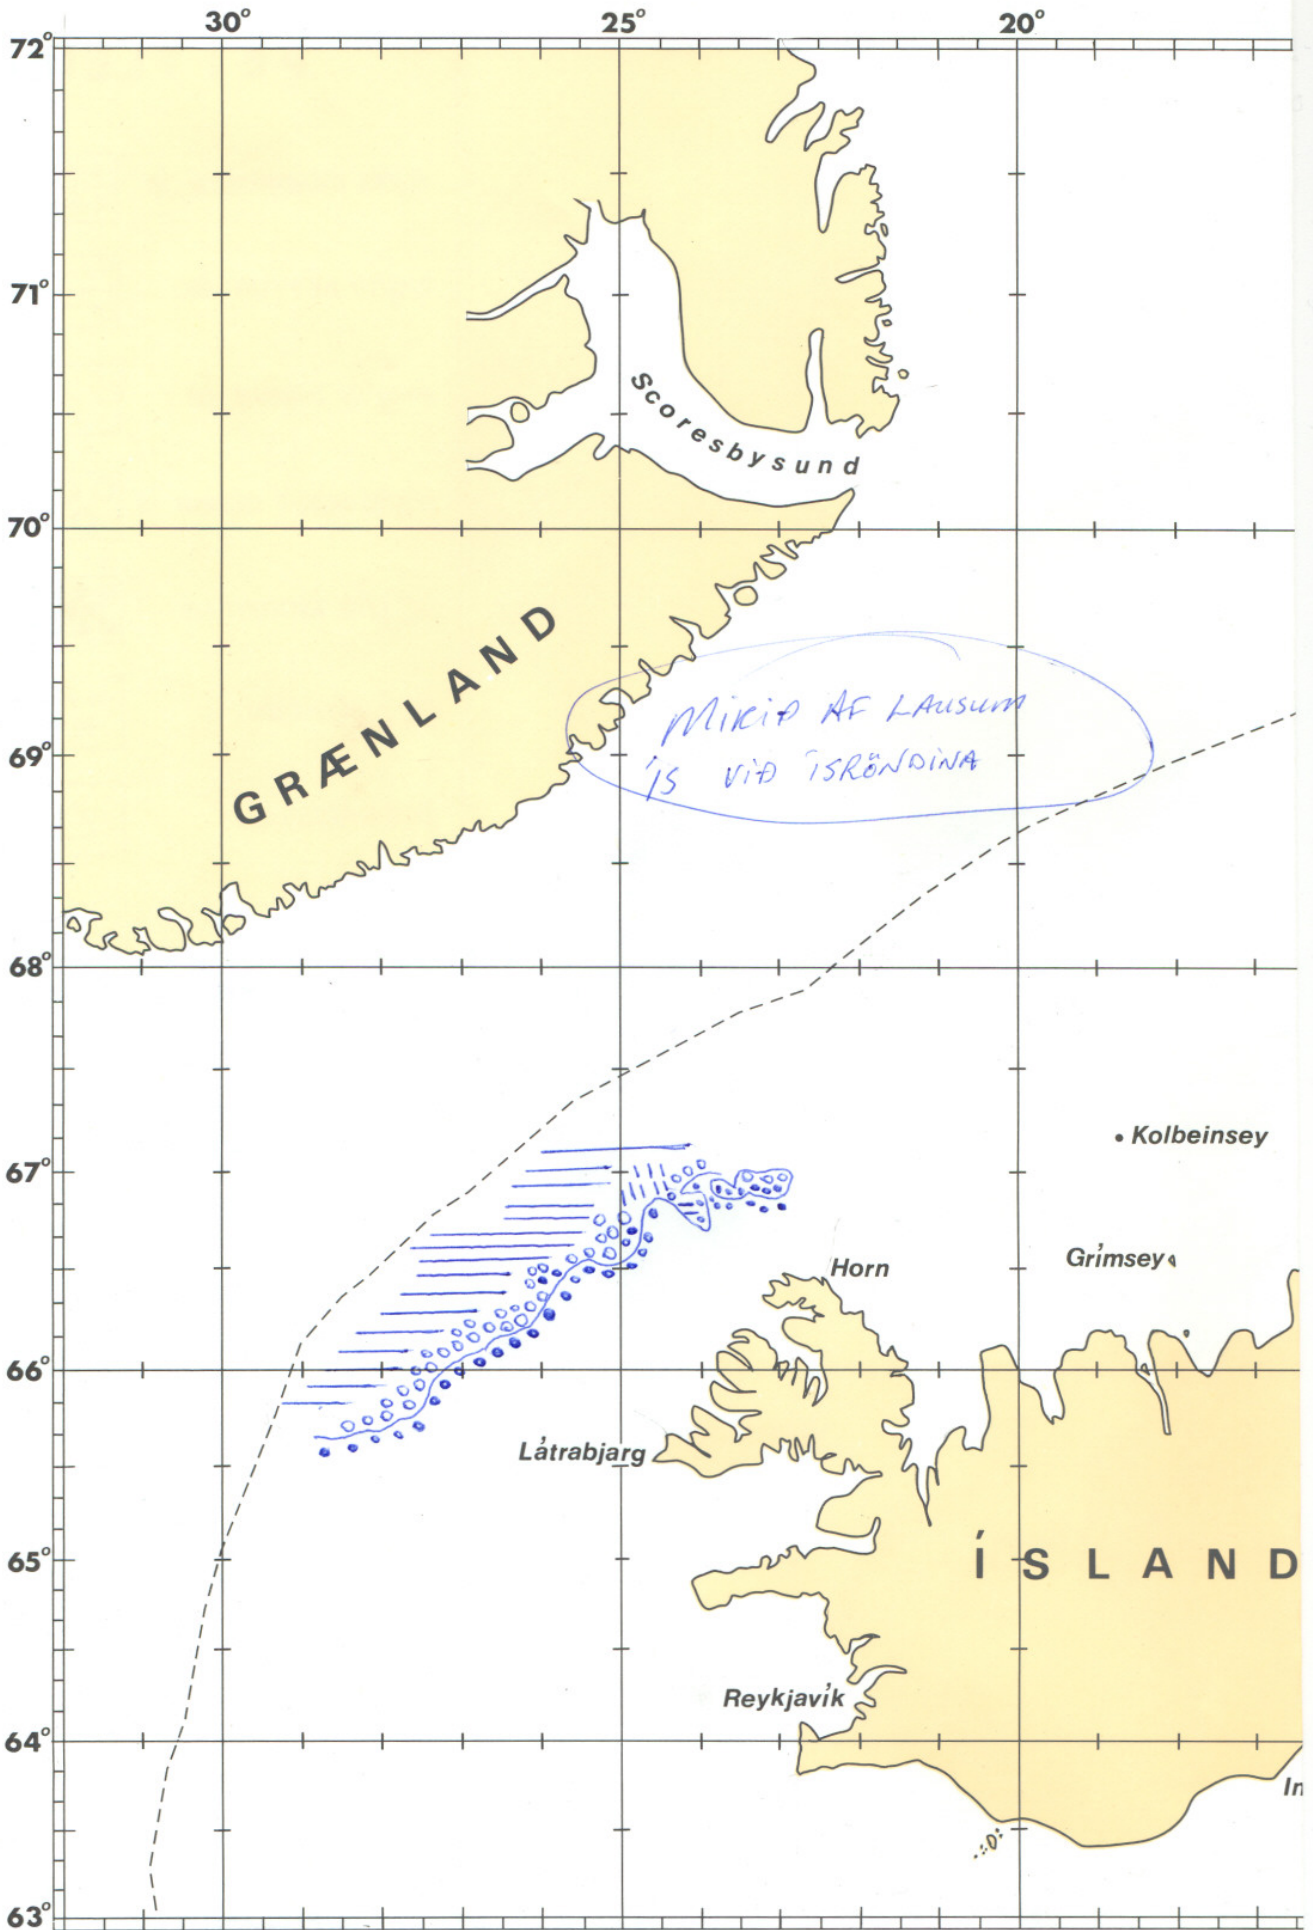 30° 25° 20°
72°
71°
Scoresbysund
70°
GRÆNLAND
MIKIÐ AF LAUSUM
ÍS VIÐ ÍSRÖNDINA
69°
68°
Kolbeinsey
67°
Horn
Grímsey
66°
Látrabjarg
65°
ÍSLAND
Reykjavík
64°
In
63°